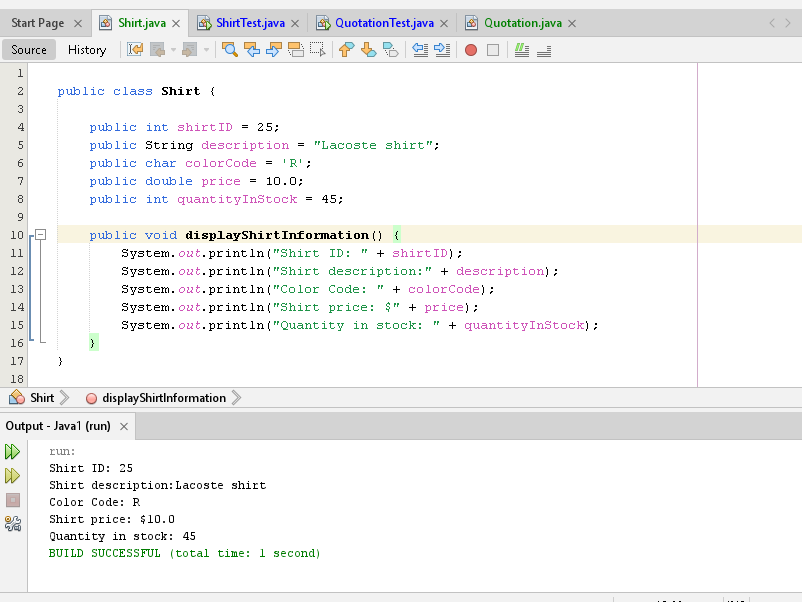 Start Page Shirt.java ShirtTest.java QuotationTest.java Quotation.java
Source History
1
2 public class Shirt {
3
4 public int shirtID = 25;
5 public String description = "Lacoste shirt";
6 public char colorCode = 'R';
7 public double price = 10.0;
8 public int quantityInStock = 45;
9
10 public void displayShirtInformation() {
11 System.out.println("Shirt ID: " + shirtID);
12 System.out.println("Shirt description:" + description);
13 System.out.println("Color Code: " + colorCode);
14 System.out.println("Shirt price: $" + price);
15 System.out.println("Quantity in stock: " + quantityInStock);
16 }
17 }
18
Shirt displayShirtInformation
Output - Java1 (run)
run:
Shirt ID: 25
Shirt description:Lacoste shirt
Color Code: R
Shirt price: $10.0
Quantity in stock: 45
BUILD SUCCESSFUL (total time: 1 second)